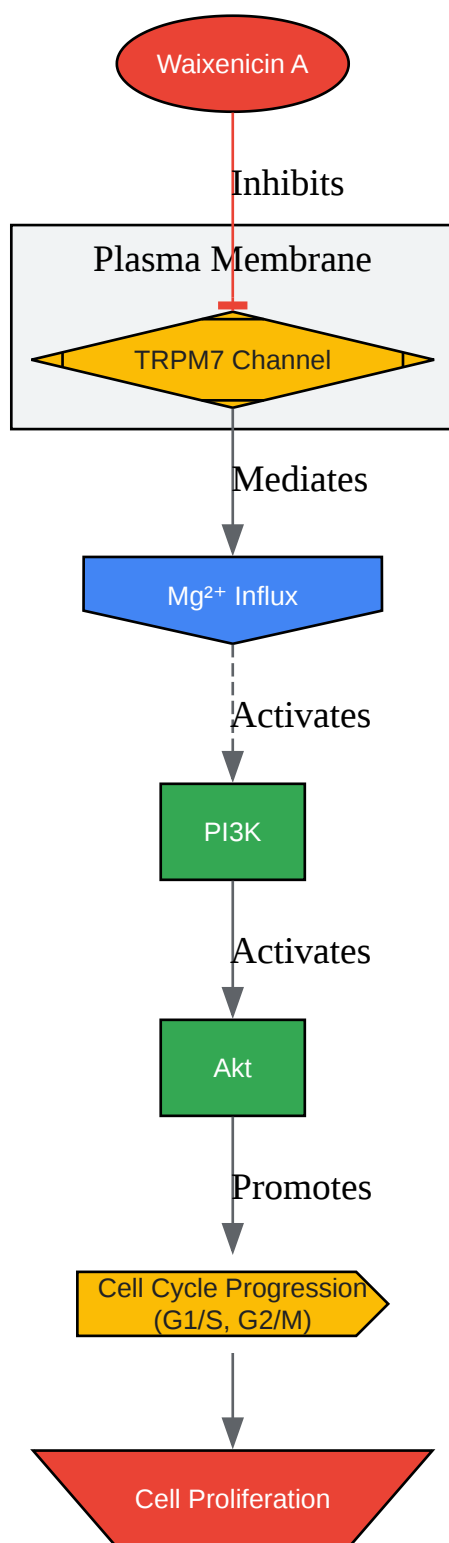 Waixenicin A
Inhibits
Plasma Membrane
TRPM7 Channel
Mediates
Mg²⁺ Influx
Activates
PI3K
Activates
Akt
Promotes
Cell Cycle Progression
(G1/S, G2/M)
Cell Proliferation